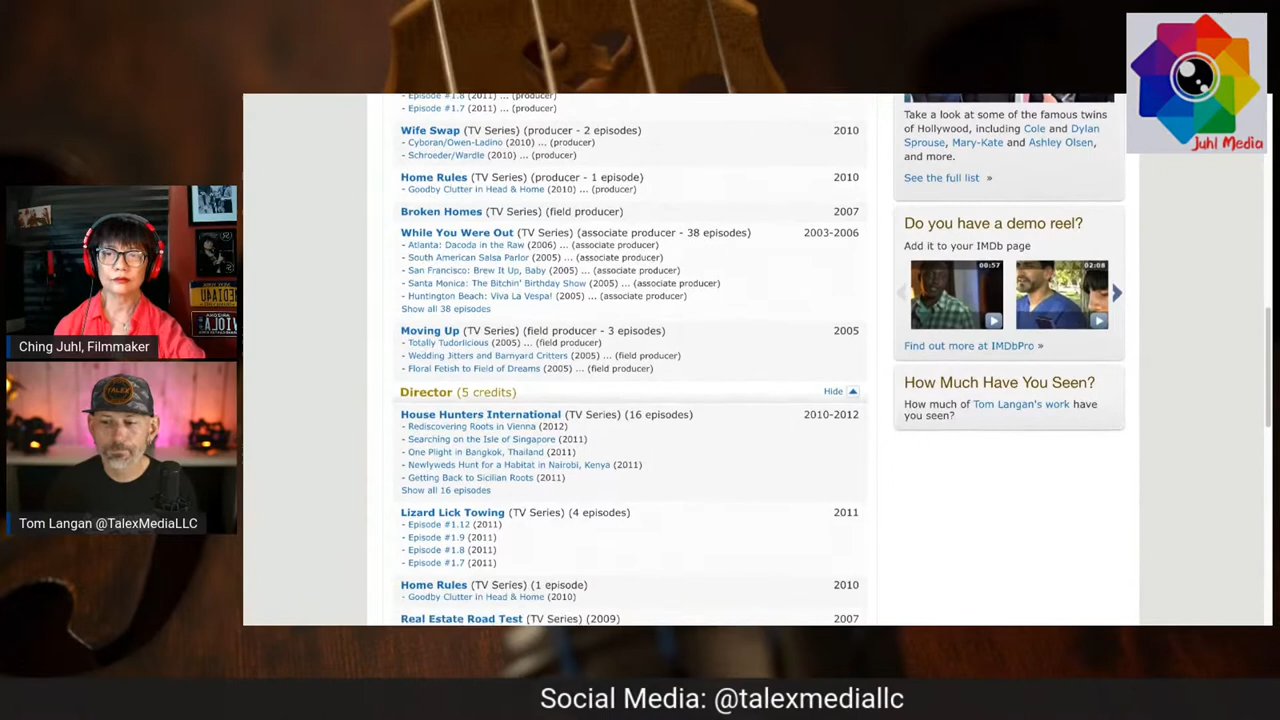 Juhl Media
Ching Juhl, Filmmaker
Tom Langan @TalexMediaLLC
TALEX
VIOLA
- Episode #1.8 (2011) ... (producer)
- Episode #1.7 (2011) ... (producer)
Wife Swap (TV Series) (producer - 2 episodes) 2010
- Cyboran/Owen-Ladino (2010) ... (producer)
- Schroeder/Wardle (2010) ... (producer)
Home Rules (TV Series) (producer - 1 episode) 2010
- Goodby Clutter in Head & Home (2010) ... (producer)
Broken Homes (TV Series) (field producer) 2007
While You Were Out (TV Series) (associate producer - 38 episodes) 2003-2006
- Atlanta: Dacoda in the Raw (2006) ... (associate producer)
- South American Salsa Parlor (2005) ... (associate producer)
- San Francisco: Brew It Up, Baby (2005) ... (associate producer)
- Santa Monica: The Bitchin' Birthday Show (2005) ... (associate producer)
- Huntington Beach: Viva La Vespa! (2005) ... (associate producer)
Show all 38 episodes
Moving Up (TV Series) (field producer - 3 episodes) 2005
- Totally Tudorlicious (2005) ... (field producer)
- Wedding Jitters and Barnyard Critters (2005) ... (field producer)
- Floral Fetish to Field of Dreams (2005) ... (field producer)
Director (5 credits) Hide
House Hunters International (TV Series) (16 episodes) 2010-2012
- Rediscovering Roots in Vienna (2012)
- Searching on the Isle of Singapore (2011)
- One Plight in Bangkok, Thailand (2011)
- Newlyweds Hunt for a Habitat in Nairobi, Kenya (2011)
- Getting Back to Sicilian Roots (2011)
Show all 16 episodes
Lizard Lick Towing (TV Series) (4 episodes) 2011
- Episode #1.12 (2011)
- Episode #1.9 (2011)
- Episode #1.8 (2011)
- Episode #1.7 (2011)
Home Rules (TV Series) (1 episode) 2010
- Goodby Clutter in Head & Home (2010)
Real Estate Road Test (TV Series) (2009) 2007
Take a look at some of the famous twins
of Hollywood, including Cole and Dylan
Sprouse, Mary-Kate and Ashley Olsen,
and more.
See the full list »
Do you have a demo reel?
Add it to your IMDb page
00:57
02:08
Find out more at IMDbPro »
How Much Have You Seen?
How much of Tom Langan's work have
you seen?
Social Media: @talexmediallc